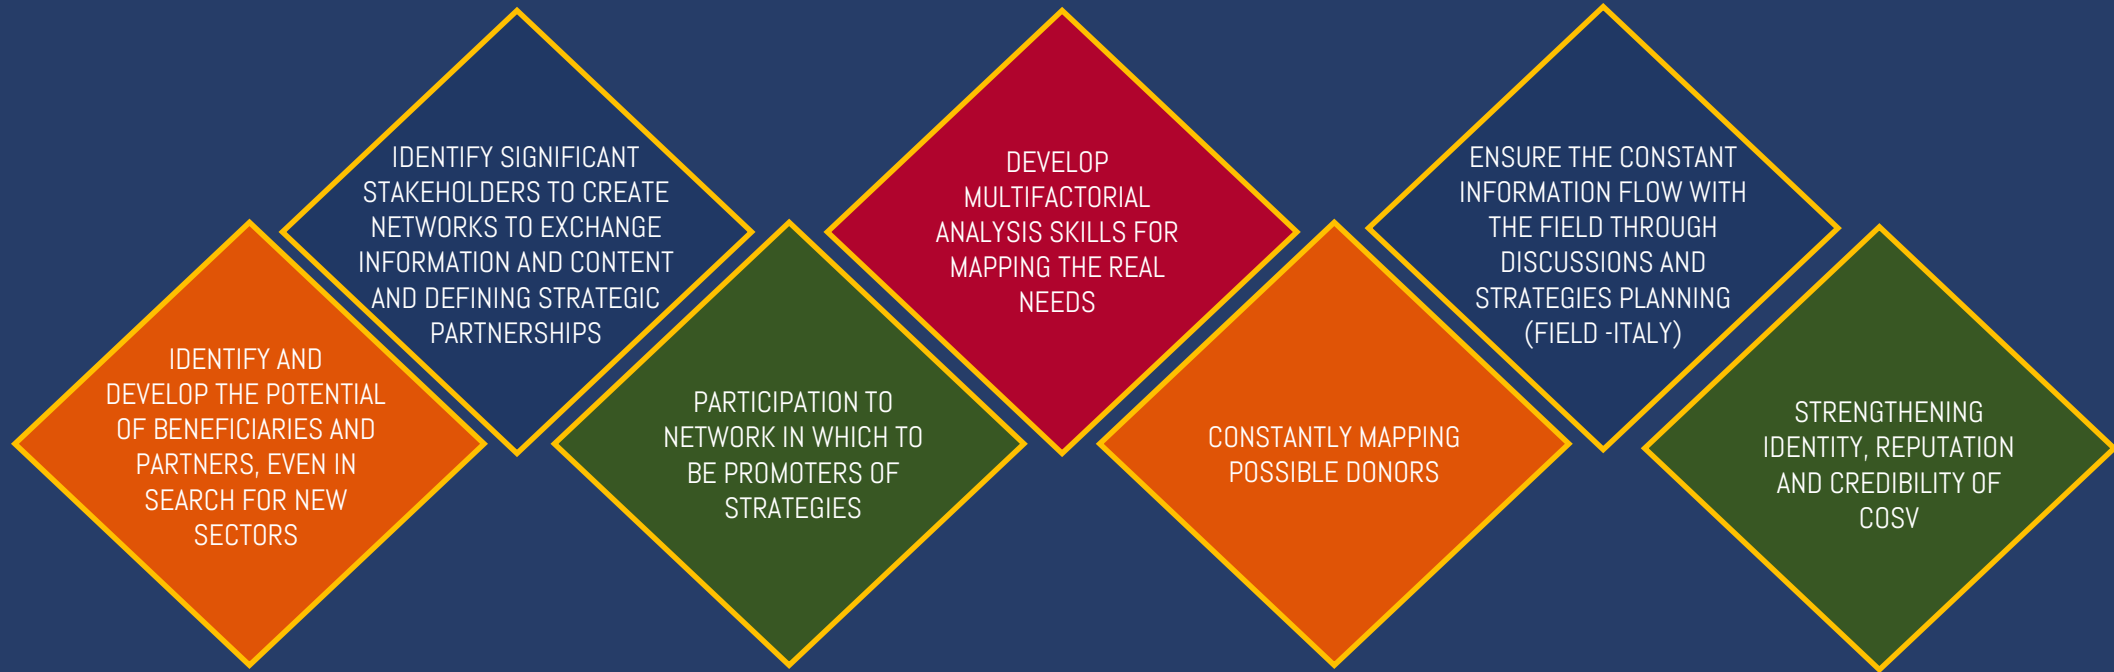 IDENTIFY AND
DEVELOP THE POTENTIAL
OF BENEFICIARIES AND
PARTNERS, EVEN IN
SEARCH FOR NEW
SECTORS
IDENTIFY SIGNIFICANT
STAKEHOLDERS TO CREATE
NETWORKS TO EXCHANGE
INFORMATION AND CONTENT
AND DEFINING STRATEGIC
PARTNERSHIPS
PARTICIPATION TO
NETWORK IN WHICH TO
BE PROMOTERS OF
STRATEGIES
DEVELOP
MULTIFACTORIAL
ANALYSIS SKILLS FOR
MAPPING THE REAL
NEEDS
CONSTANTLY MAPPING
POSSIBLE DONORS
ENSURE THE CONSTANT
INFORMATION FLOW WITH
THE FIELD THROUGH
DISCUSSIONS AND
STRATEGIES PLANNING
(FIELD -ITALY)
STRENGTHENING
IDENTITY, REPUTATION
AND CREDIBILITY OF
COSV